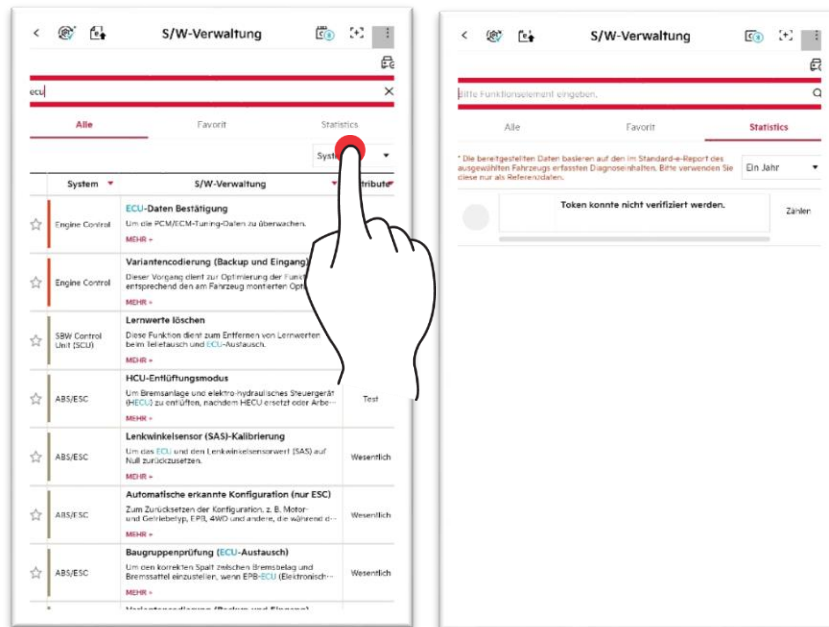 S/W-Verwaltung
ecu
Alle Favorit Statistics
Syst
System S/W-Verwaltung tribute
ECU-Daten Bestätigung
Engine Control Um die PCM/ECM-Tuning-Daten zu überwachen.
MEHR +
Variantencodierung (Backup und Eingang)
Dieser Vorgang dient zur Optimierung der Funkt
Engine Control entsprechend den am Fahrzeug montierten Opt
MEHR +
Lernwerte löschen
SBW Control Diese Funktion dient zum Entfernen von Lernwerten
Unit (SCU) beim Teiletausch und ECU-Austausch.
MEHR +
HCU-Entlüftungsmodus
Um Bremsanlage und elektro-hydraulisches Steuergerät
ABS/ESC (HECU) zu entlüften, nachdem HECU ersetzt oder Arbe··· Test
MEHR +
Lenkwinkelsensor (SAS)-Kalibrierung
Um das ECU und den Lenkwinkelsensorwert (SAS) auf
ABS/ESC Null zurückzusetzen. Wesentlich
MEHR +
Automatische erkannte Konfiguration (nur ESC)
Zum Zurücksetzen der Konfiguration, z. B. Motor-
ABS/ESC und Getriebetyp, EPB, 4WD und andere, die während d··· Wesentlich
MEHR +
Baugruppenprüfung (ECU-Austausch)
Um den korrekten Spalt zwischen Bremsbelag und
ABS/ESC Bremssattel einzustellen, wenn EPB-ECU (Elektronisch··· Wesentlich
MEHR +
S/W-Verwaltung
Bitte Funktionselement eingeben.
Alle Favorit Statistics
* Die bereitgestellten Daten basieren auf den im Standard-e-Report des
ausgewählten Fahrzeugs erfassten Diagnoseinhalten. Bitte verwenden Sie Ein Jahr
diese nur als Referenzdaten.
Token konnte nicht verifiziert werden. Zählen